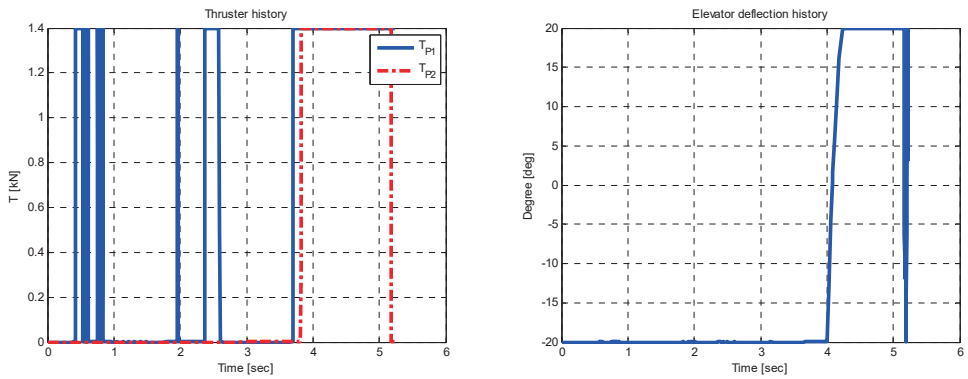 Thruster history
1.4
1.2
1
0.8
0.6
0.4
0.2
0
T [kN]
T_P1
T_P2
0 1 2 3 4 5 6
Time [sec]
Elevator deflection history
20
15
10
5
0
-5
-10
-15
-20
Degree [deg]
0 1 2 3 4 5 6
Time [sec]